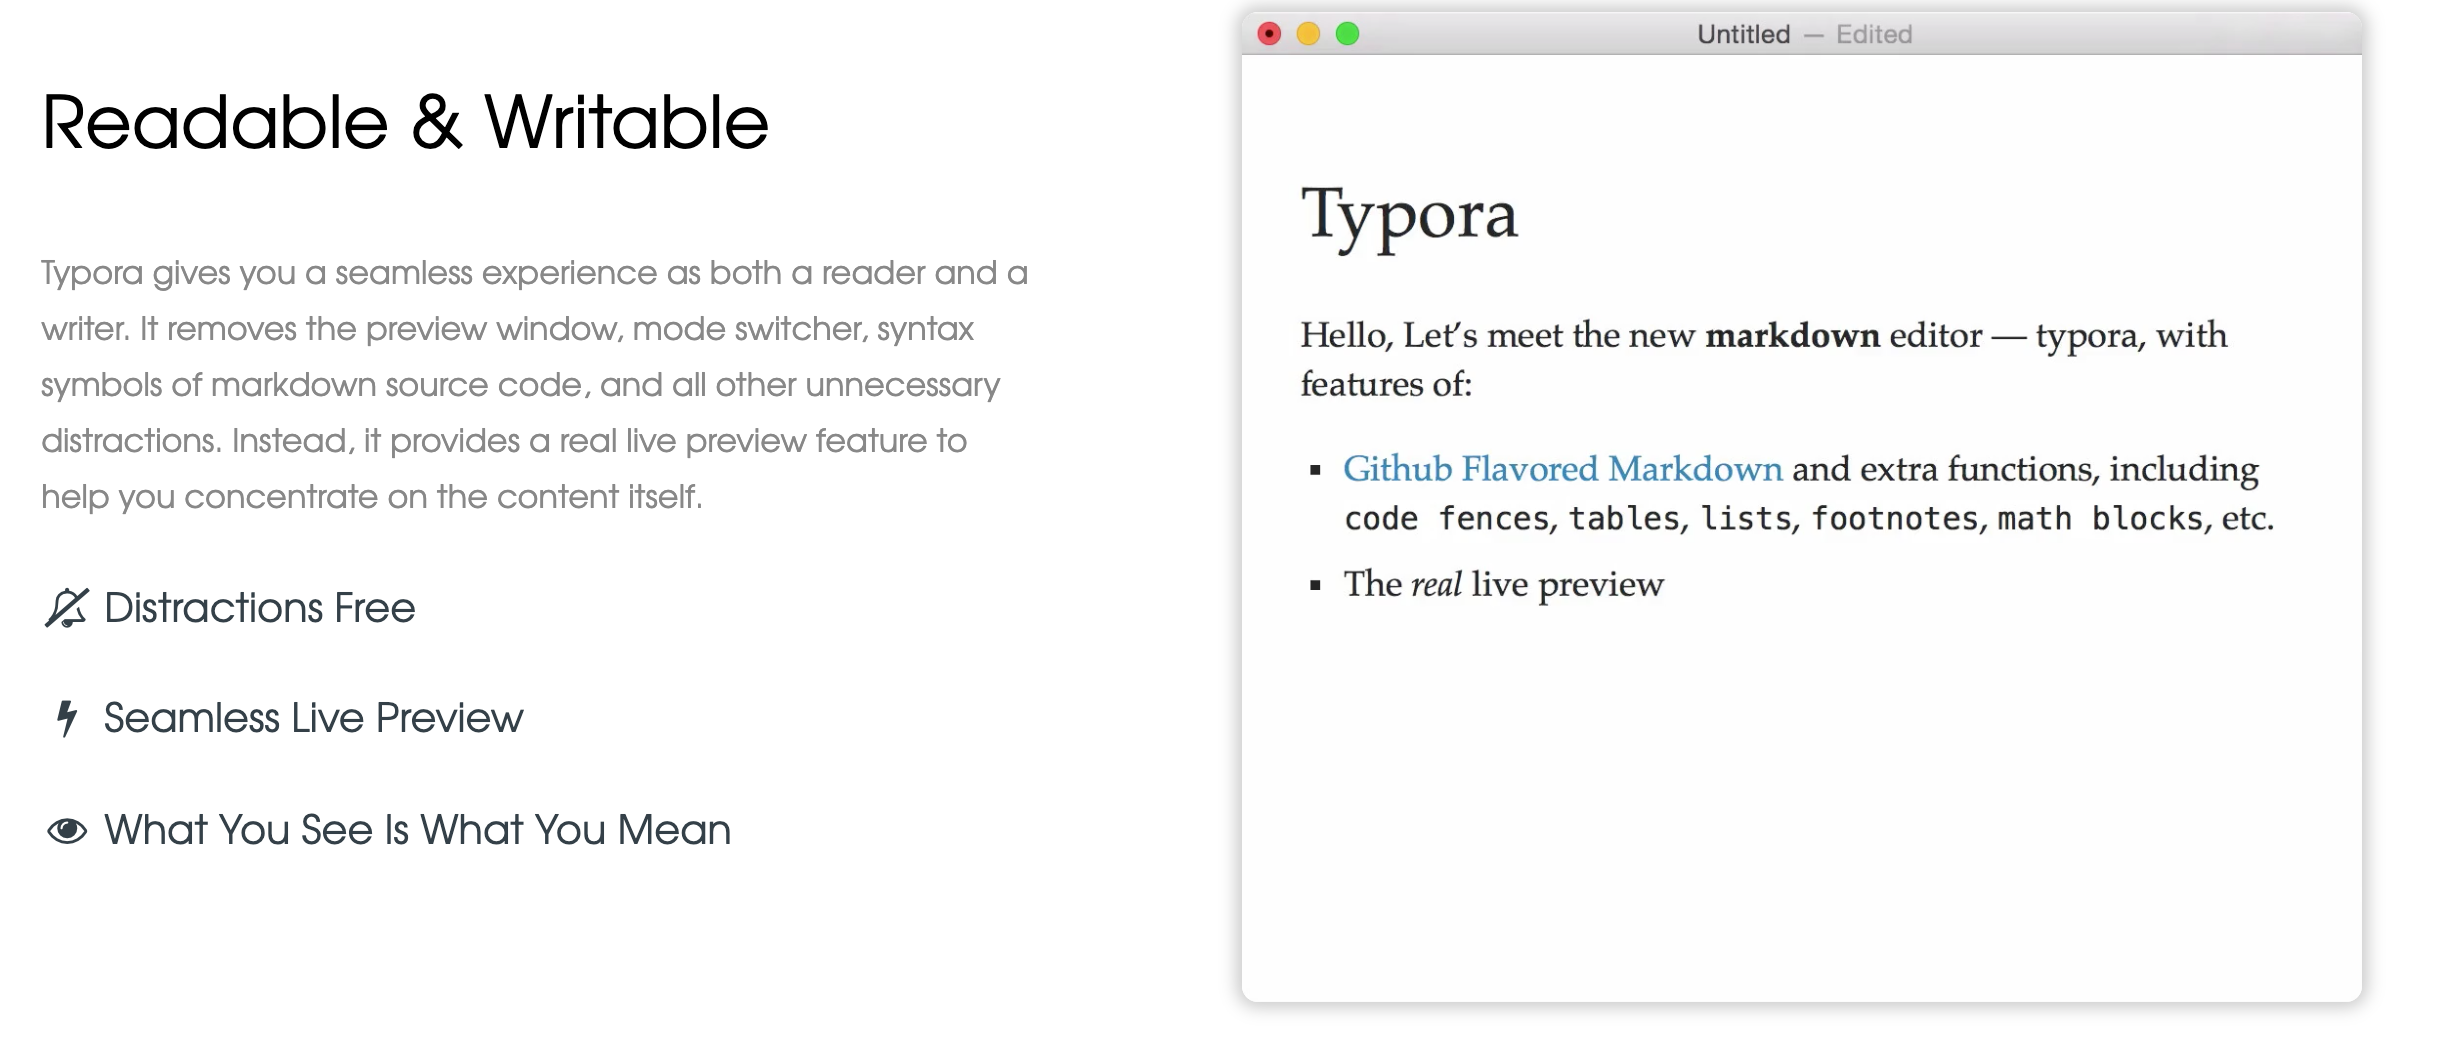 Readable & Writable
Typora gives you a seamless experience as both a reader and a
writer. It removes the preview window, mode switcher, syntax
symbols of markdown source code, and all other unnecessary
distractions. Instead, it provides a real live preview feature to
help you concentrate on the content itself.
Distractions Free
Seamless Live Preview
What You See Is What You Mean
Untitled — Edited
Typora
Hello, Let’s meet the new markdown editor — typora, with
features of:
▪ Github Flavored Markdown and extra functions, including
code fences, tables, lists, footnotes, math blocks, etc.
▪ The real live preview